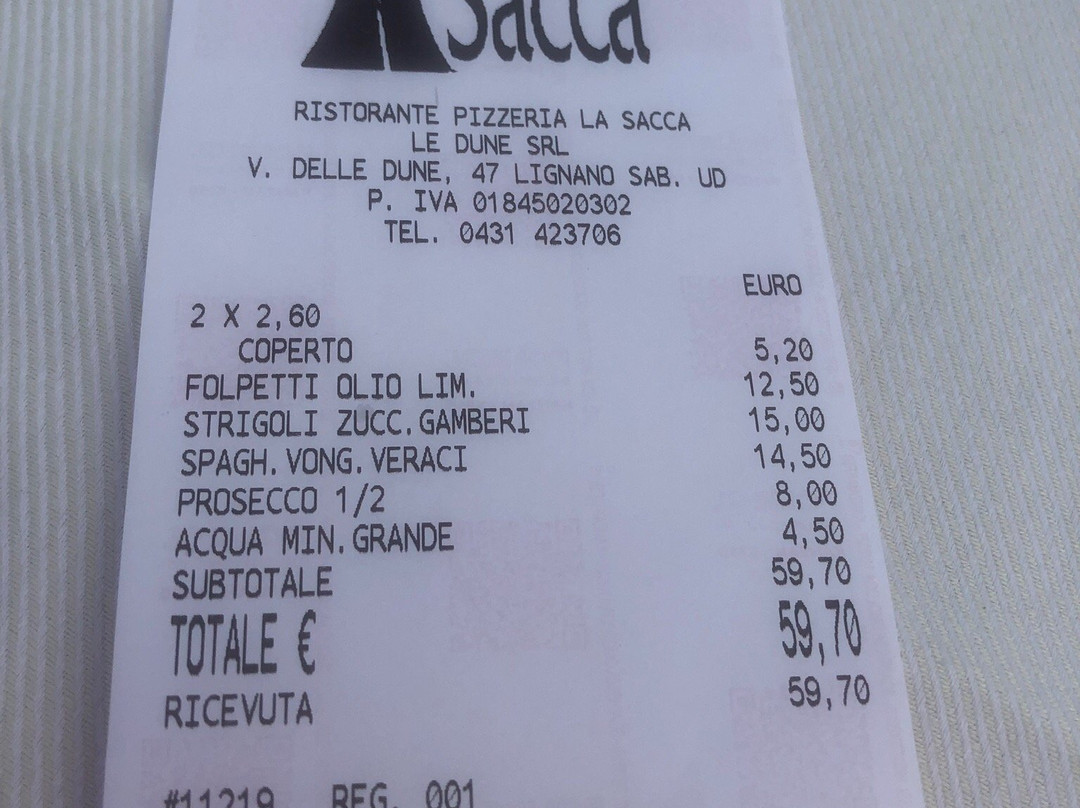 Sacca
RISTORANTE PIZZERIA LA SACCA
LE DUNE SRL
V. DELLE DUNE, 47 LIGNANO SAB. UD
P. IVA 01845020302
TEL. 0431 423706
EURO
2 X 2,60
COPERTO 5,20
FOLPETTI OLIO LIM. 12,50
STRIGOLI ZUCC.GAMBERI 15,00
SPAGH.VONG.VERACI 14,50
PROSECCO 1/2 8,00
ACQUA MIN.GRANDE 4,50
SUBTOTALE 59,70
TOTALE € 59,70
RICEVUTA 59,70
#11219 REG. 001